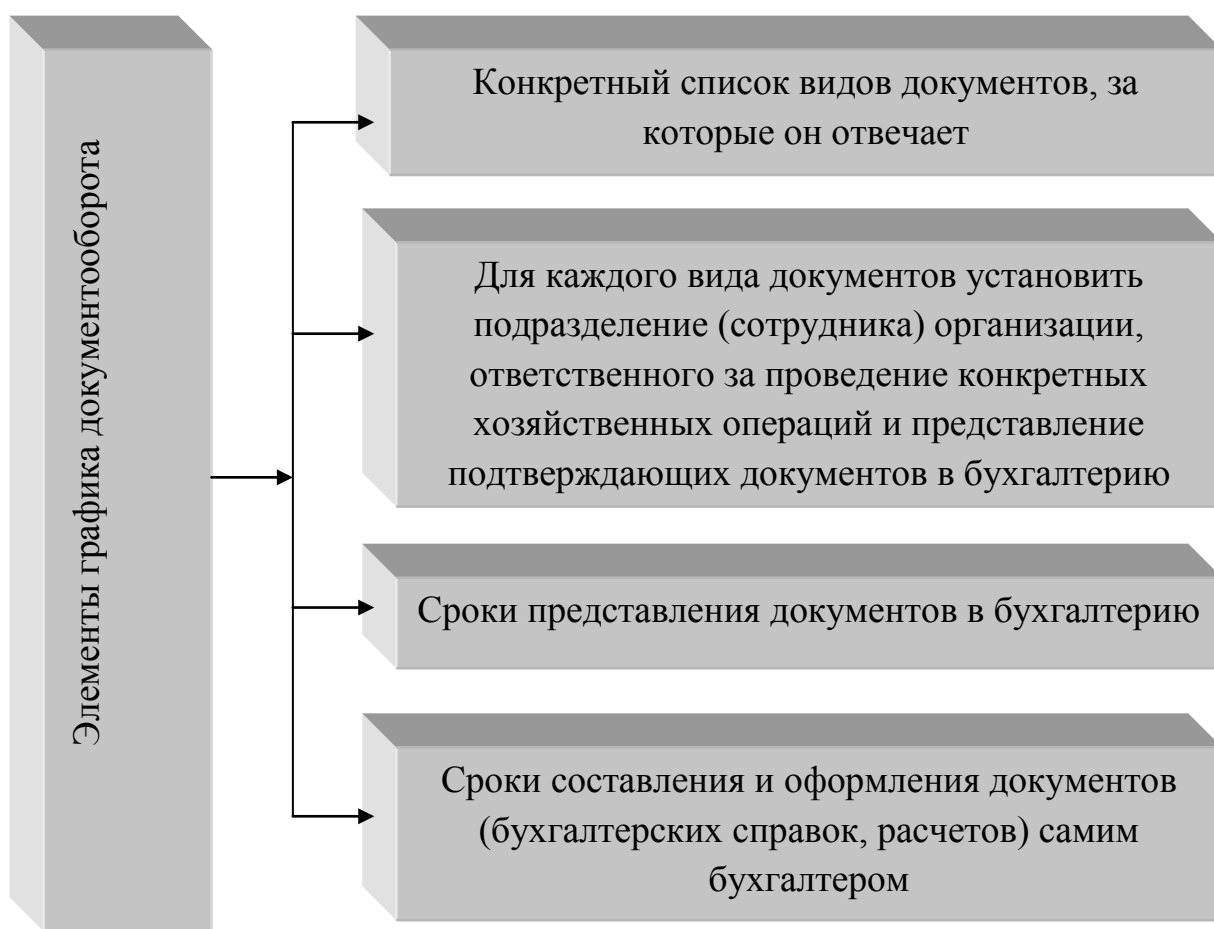 Элементы графика документооборота
Конкретный список видов документов, за
которые он отвечает
Для каждого вида документов установить
подразделение (сотрудника) организации,
ответственного за проведение конкретных
хозяйственных операций и представление
подтверждающих документов в бухгалтерию
Сроки представления документов в бухгалтерию
Сроки составления и оформления документов
(бухгалтерских справок, расчетов) самим
бухгалтером